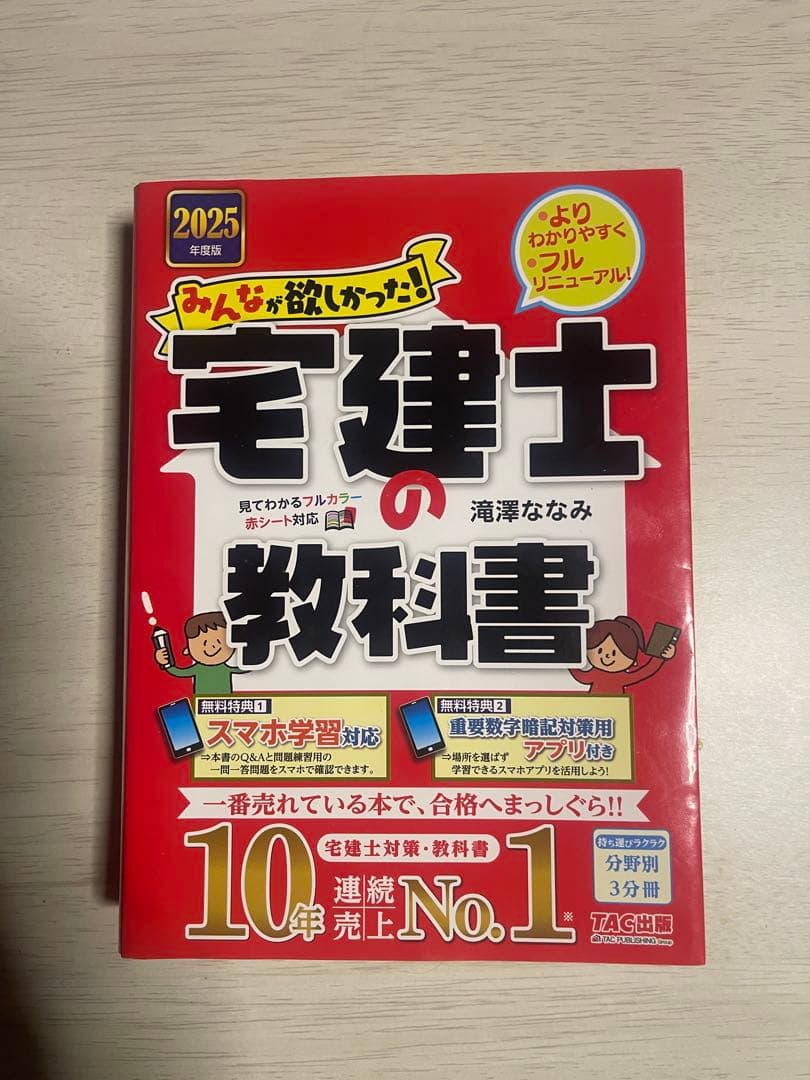 2025
年度版
みんなが欲しかった!
・より
わかりやすく
・フル
リニューアル!
宅建士
の
見てわかるフルカラー
赤シート対応
滝澤ななみ
教科書
無料特典1
スマホ学習対応
⇒本書のQ&Aと問題練習用の
一問一答問題をスマホで確認できます。
無料特典2
重要数字暗記対策用
アプリ付き
⇒場所を選ばず
学習できるスマホアプリを活用しよう!
一番売れている本で、合格へまっしぐら!!
宅建士対策・教科書
10年
連続
売上
No.1※
持ち運びラクラク
分野別
3分冊
TAC出版
TAC PUBLISHING Group